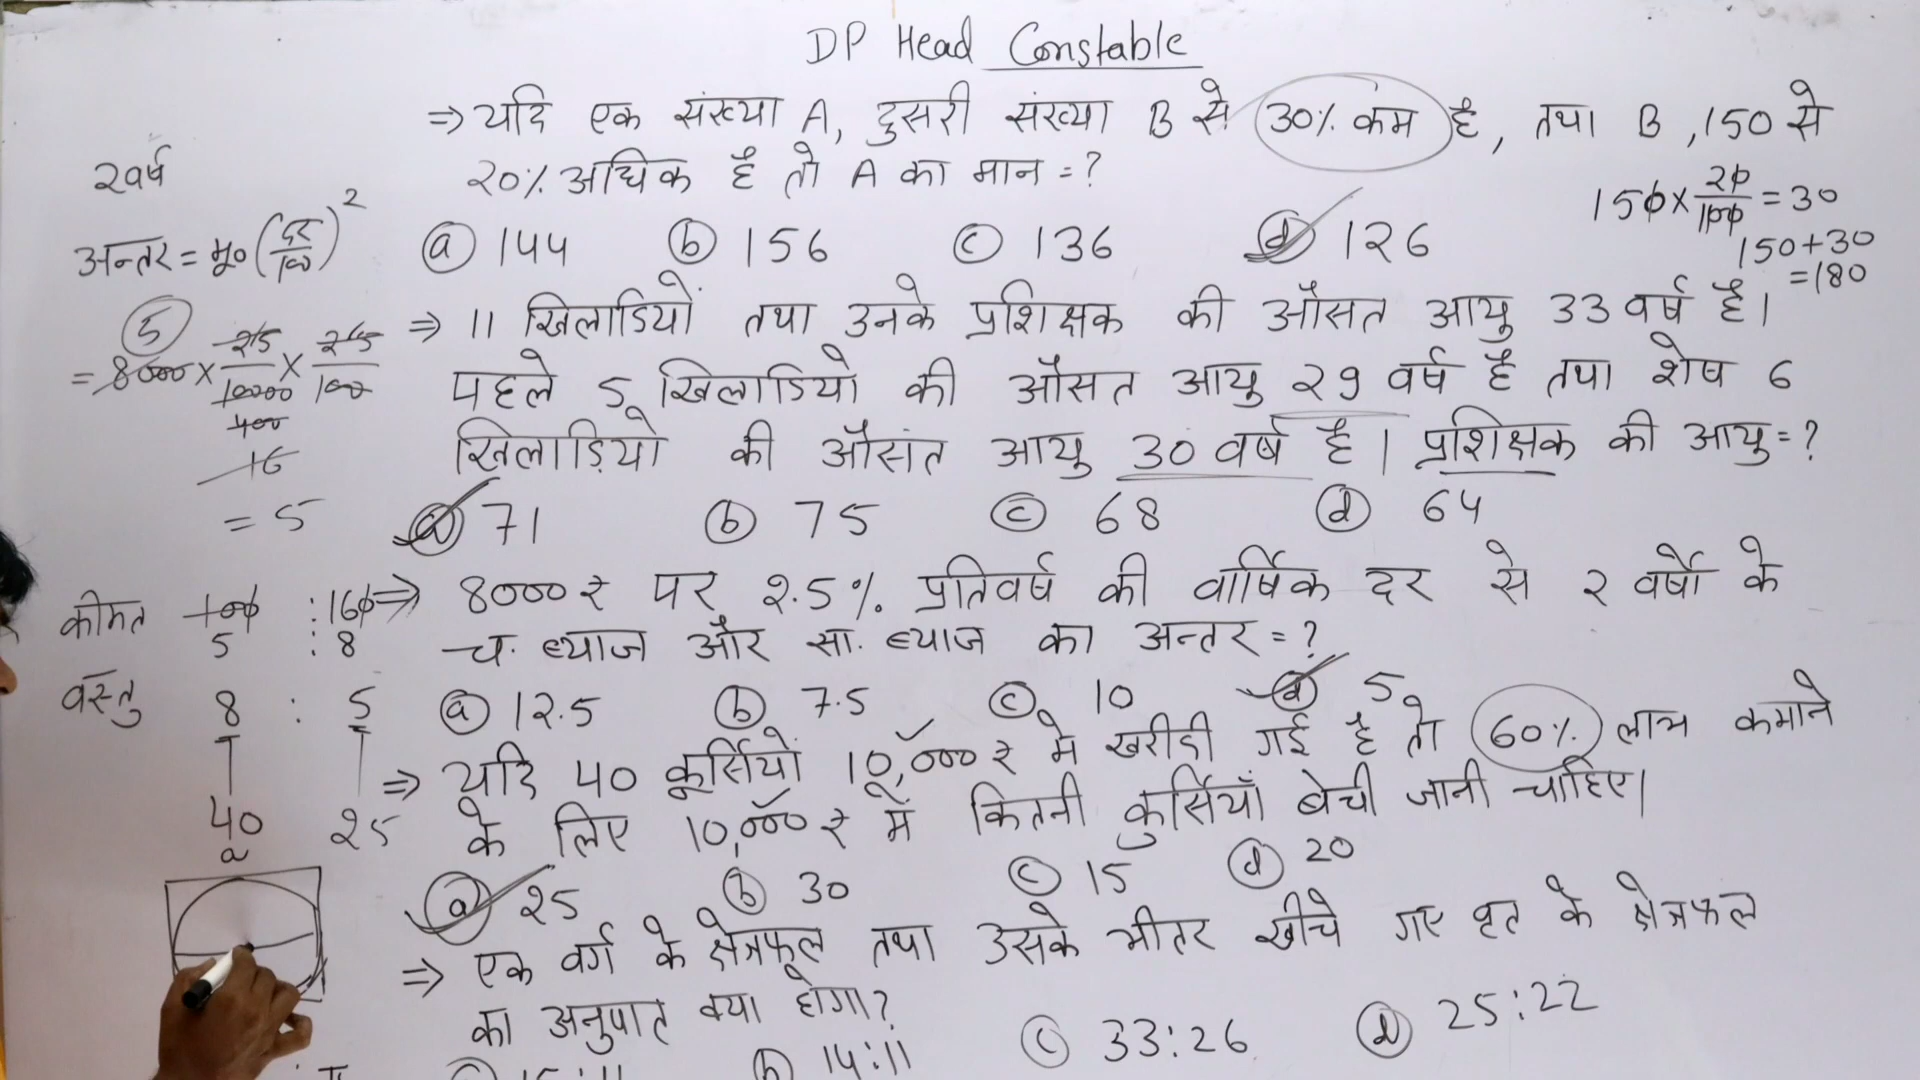 DP Head Constable
⇒ यदि एक संख्या A, दुसरी संख्या B से 30% कम है, तथा B, 150 से
20% अधिक है तो A का मान = ?
(a) 144 (b) 156 (c) 136 (d) 126
150 × 20/100 = 30
150 + 30
= 180
⇒ 11 खिलाडियों तथा उनके प्रशिक्षक की औसत आयु 33 वर्ष है।
पहले 5 खिलाडियो की औसत आयु 29 वर्ष है तथा शेष 6
खिलाड़ियो की औसत आयु 30 वर्ष है। प्रशिक्षक की आयु = ?
(a) 71 (b) 75 (c) 68 (d) 64
⇒ 8000 ₹ पर 2.5% प्रतिवर्ष की वार्षिक दर से 2 वर्षो के
च. ब्याज और सा. ब्याज का अन्तर = ?
(a) 12.5 (b) 7.5 (c) 10 (d) 5
⇒ यदि 40 कूर्सियों 10,000 ₹ मे खरीदी गई है तो 60% लाभ कमाने
के लिए 10,000 ₹ में कितनी कुर्सियाँ बेची जानी चाहिए।
(a) 25 (b) 30 (c) 15 (d) 20
⇒ एक वर्ग के क्षेत्रफल तथा उसके भीतर खीचे गए वृत के क्षेत्रफल
का अनुपात क्या होगा?
(b) 14:11 (c) 33:26 (d) 25:22
2 वर्ष
अन्तर = मू० (दर/100)²
5
= 8000 × 25/1000 × 25/100
400
16
= 5
कीमत 100 : 160
5 : 8
वस्तु 8 : 5
40 25
a